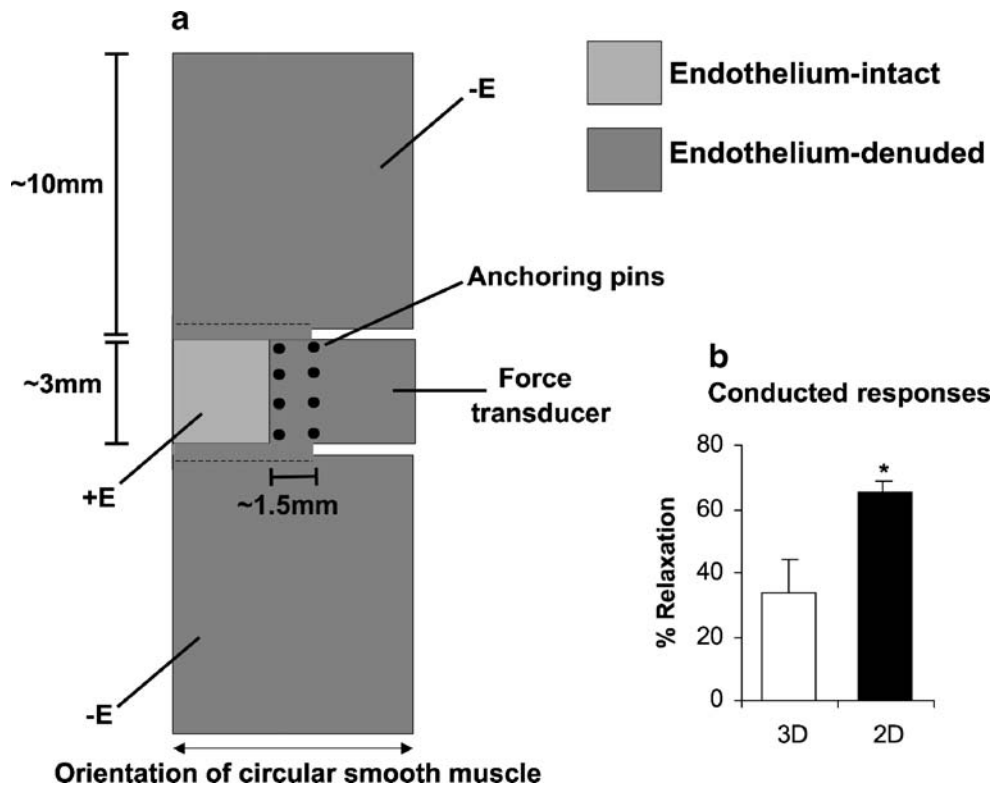 a
Endothelium-intact
Endothelium-denuded
-E
~10mm
Anchoring pins
~3mm
Force
transducer
+E
~1.5mm
-E
Orientation of circular smooth muscle
b
Conducted responses
% Relaxation
80
60
40
20
0
*
3D
2D